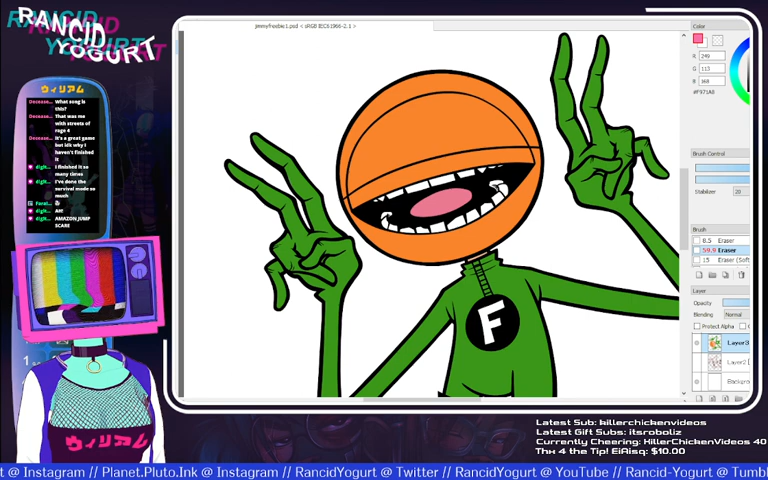 RANCID
YOGURT
ウィリアム
What song is
this?
That was me
with streets of
rage 4
It's a great game
but idk why I
haven't finished
it
I finished it so
many times
I've done the
survival mode so
much
AH!
AMAZON JUMP
SCARE
ウィリアム
jimmyfreebie1.psd < sRGB IEC61966-2.1 >
F
Color
R 249
G 113
B 168
#F971A8
Brush Control
Stabilizer 20
Brush
8.5 Eraser
59.9 Eraser
15 Eraser (Soft
Layer
Opacity
Blending Normal
Protect Alpha
Layer3
Layer2
Backgro
Latest Sub: killerchickenvideos
Latest Gift Subs: itsroboliz
Currently Cheering: KillerChickenVideos 40
Thx 4 the Tip! EiAisq: $10.00
t @ Instagram // Planet.Pluto.Ink @ Instagram // RancidYogurt @ Twitter // RancidYogurt @ YouTube // Rancid-Yogurt @ Tumb